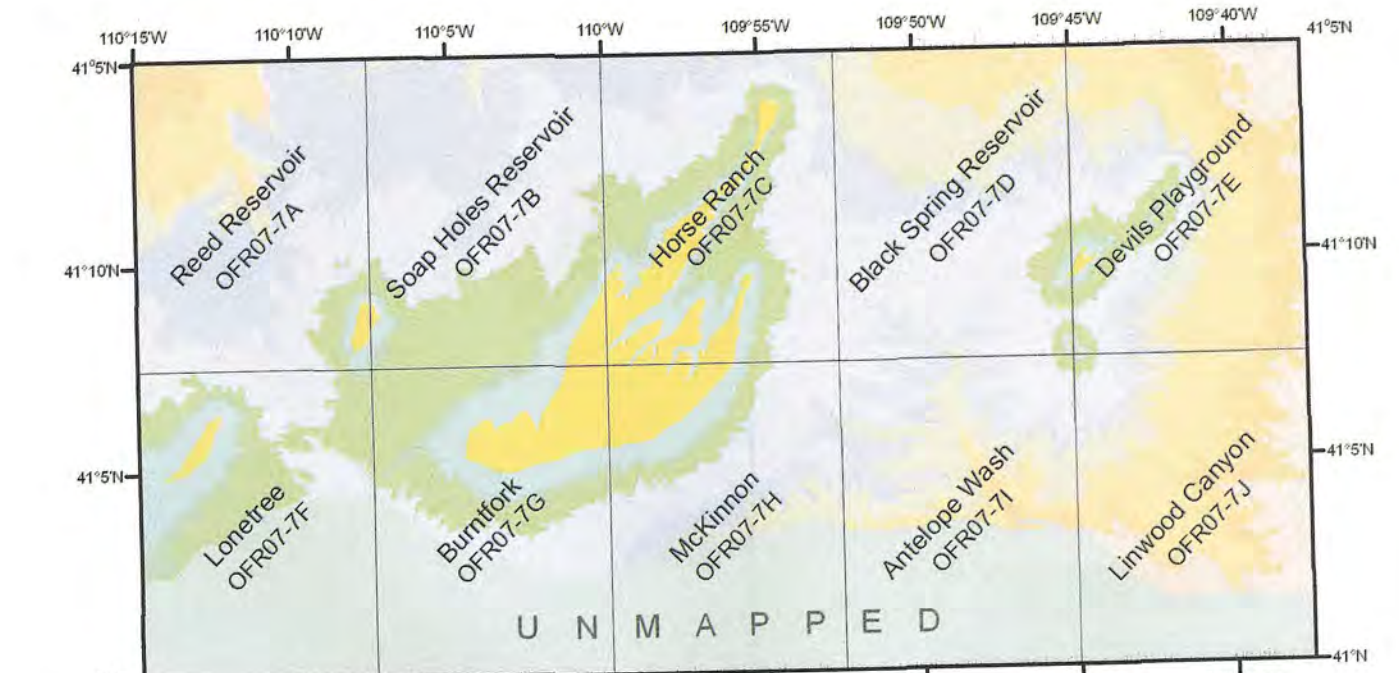 110°15'W
110°10'W
110°5'W
110°0'W
109°55'W
109°50'W
109°45'W
109°40'W
41°5'N
41°5'N
Reed Reservoir
OFR07-7A
Soap Holes Reservoir
OFR07-7B
Horse Ranch
OFR07-7C
Black Spring Reservoir
OFR07-7D
Devils Playground
OFR07-7E
41°10'N
41°10'N
41°5'N
41°5'N
Lonetree
OFR07-7F
Burntfork
OFR07-7G
McKinnon
OFR07-7H
Antelope Wash
OFR07-7I
Linwood Canyon
OFR07-7J
UNMAPPED
41°N